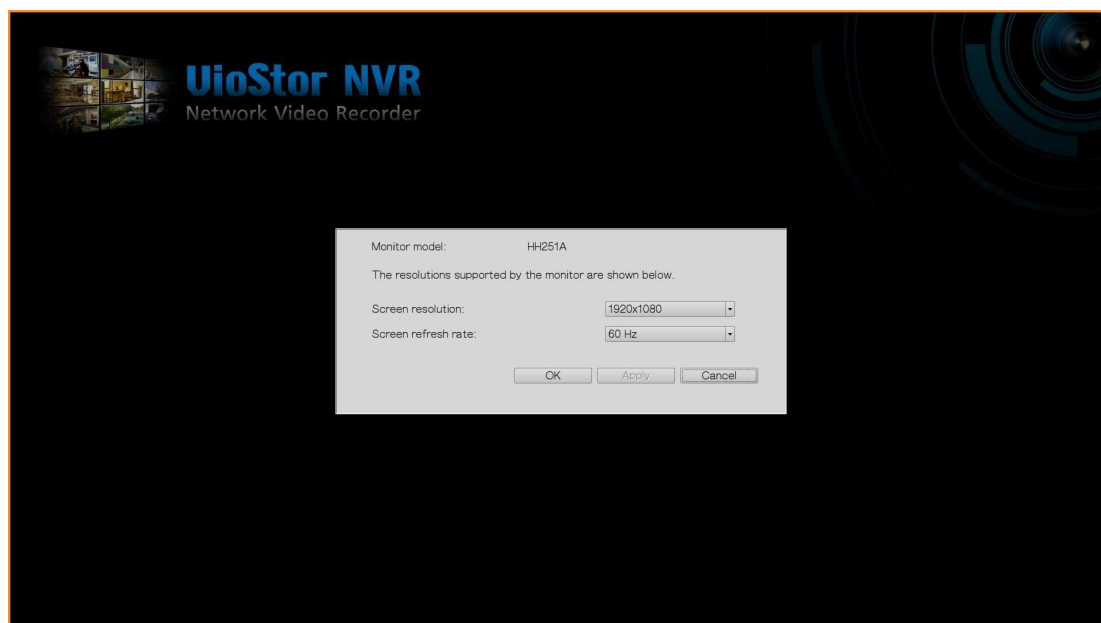 VioStor NVR
Network Video Recorder
Monitor model: HH251A
The resolutions supported by the monitor are shown below.
Screen resolution: 1920x1080
Screen refresh rate: 60 Hz
OK Apply Cancel